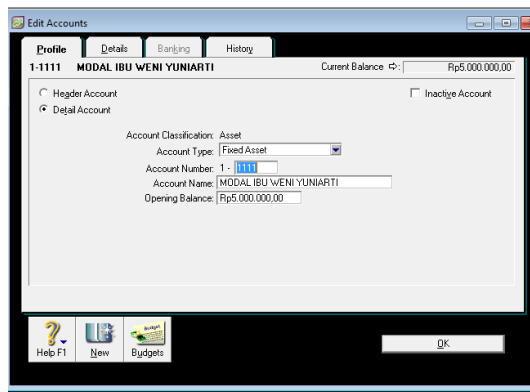 Edit Accounts
Profile Details Banking History
1-1111 MODAL IBU WENI YUNIARTI Current Balance ⇨: Rp5.000.000,00
Header Account Inactive Account
Detail Account
Account Classification: Asset
Account Type: Fixed Asset
Account Number: 1 - 1111
Account Name: MODAL IBU WENI YUNIARTI
Opening Balance: Rp5.000.000,00
Budget
Help F1 New Budgets OK